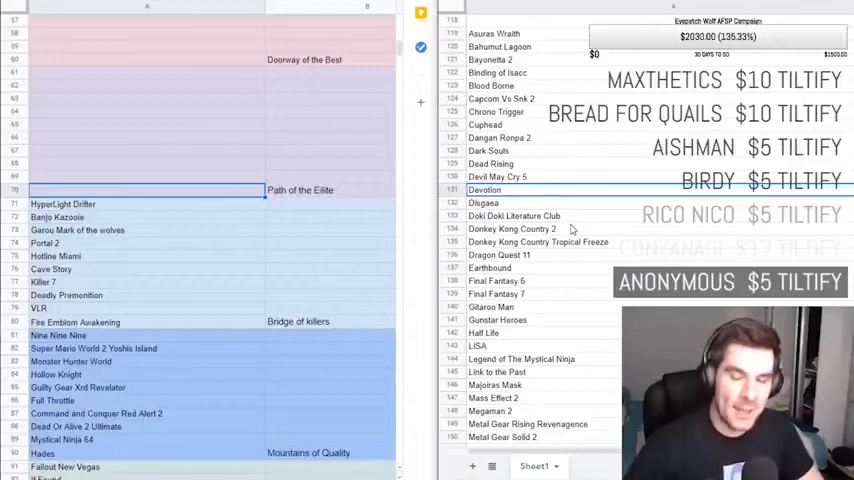 A
B
57
58
59
60 Doorway of the Best
61
62
63
64
65
66
67
68
69
70 Path of the Eilite
71 HyperLight Drifter
72 Banjo Kazooie
73 Garou Mark of the wolves
74 Portal 2
75 Hotline Miami
76 Cave Story
77 Killer 7
78 Deadly Premonition
79 VLR
80 Fire Emblom Awakening Bridge of killers
81 Nine Nine Nine
82 Super Mario World 2 Yoshis Island
83 Monster Hunter World
84 Hollow Knight
85 Guilty Gear Xrd Revalator
86 Full Throttle
87 Command and Conquer Red Alert 2
88 Dead Or Alive 2 Ultimate
89 Mystical Ninja 64
90 Hades Mountains of Quality
91 Fallout New Vegas
92 If Found
A
118
119 Asuras Wraith
120 Bahumut Lagoon
121 Bayonetta 2
122 Binding of Isacc
123 Blood Borne
124 Capcom Vs Snk 2
125 Chrono Trigger
126 Cuphead
127 Dangan Ronpa 2
128 Dark Souls
129 Dead Rising
130 Devil May Cry 5
131 Devotion
132 Disgaea
133 Doki Doki Literature Club
134 Donkey Kong Country 2
135 Donkey Kong Country Tropical Freeze
136 Dragon Quest 11
137 Earthbound
138 Final Fantasy 6
139 Final Fantasy 7
140 Gitaroo Man
141 Gunstar Heroes
142 Half Life
143 LISA
144 Legend of The Mystical Ninja
145 Link to the Past
146 Majoiras Mask
147 Mass Effect 2
148 Megaman 2
149 Metal Gear Rising Revenagence
150 Metal Gear Solid 2
Sheet1
Eyepatch Wolf AFSP Campaign
$2030.00 (135.33%)
$0 30 DAYS TO GO $1500.00
MAXTHETICS $10 TILTIFY
BREAD FOR QUAILS $10 TILTIFY
AISHMAN $5 TILTIFY
BIRDY $5 TILTIFY
RICO NICO $5 TILTIFY
TILTIFY
ANONYMOUS $5 TILTIFY